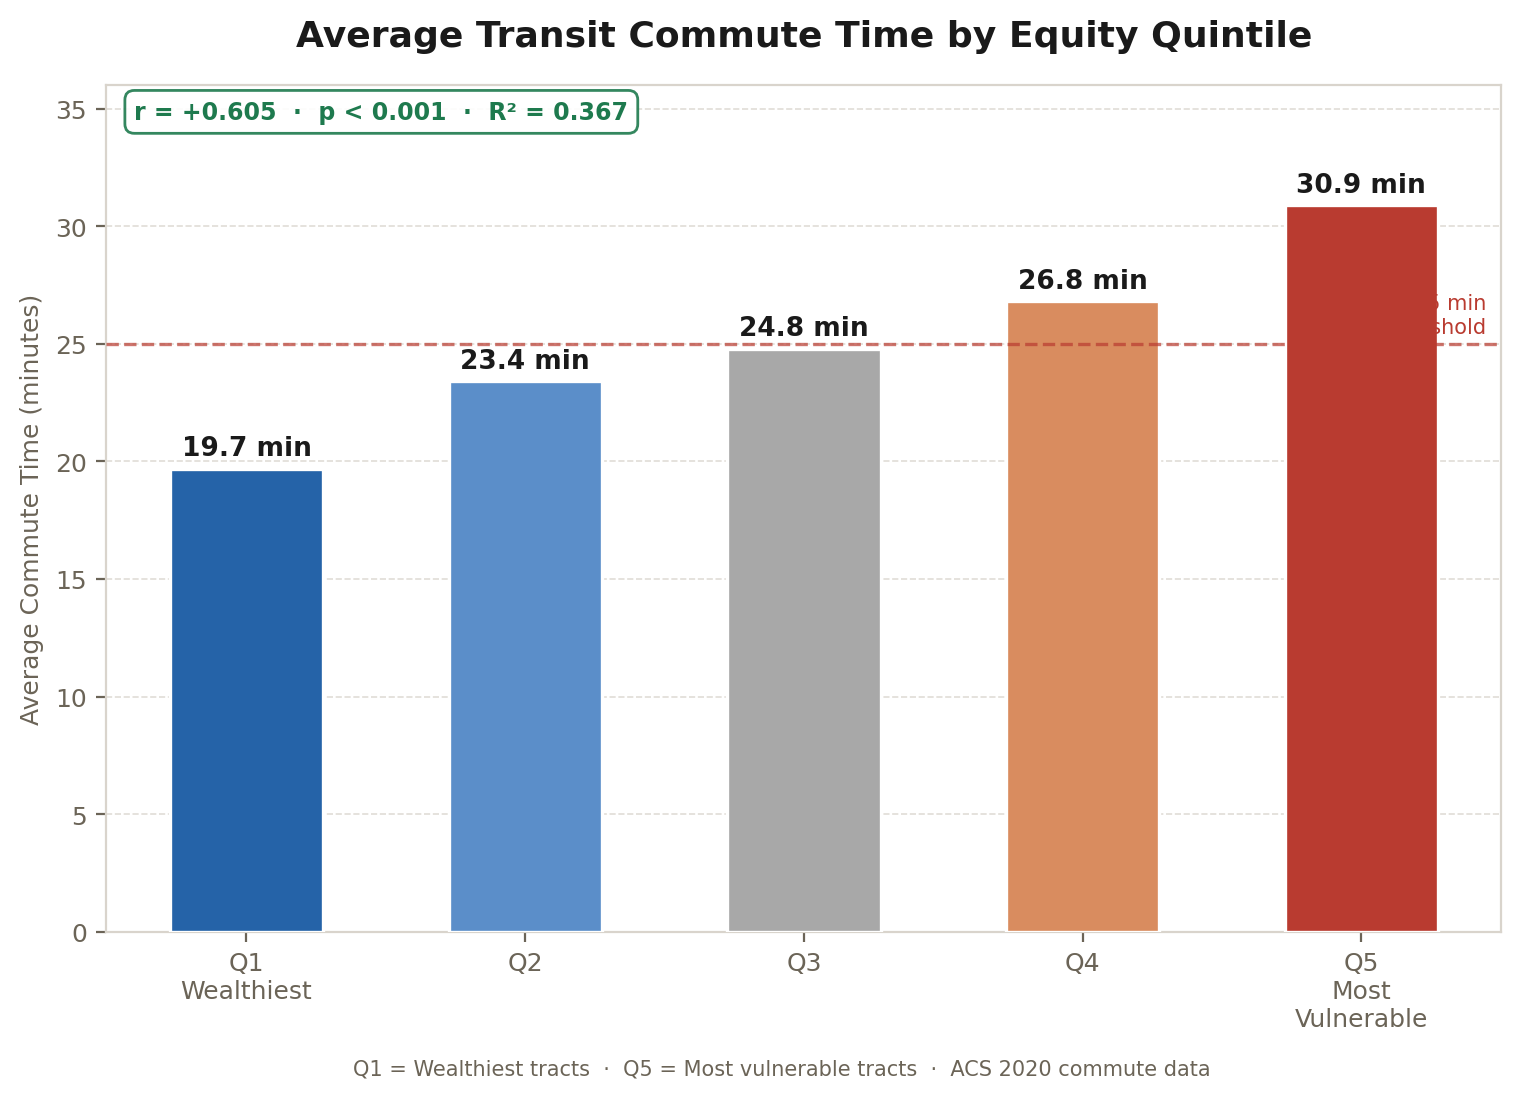 Average Transit Commute Time by Equity Quintile
r = +0.605 · p < 0.001 · R² = 0.367
35
30
25
20
15
10
5
0
Average Commute Time (minutes)
19.7 min
23.4 min
24.8 min
26.8 min
30.9 min
min
Q1
Wealthiest
Q2
Q3
Q4
Q5
Most
Vulnerable
Q1 = Wealthiest tracts · Q5 = Most vulnerable tracts · ACS 2020 commute data